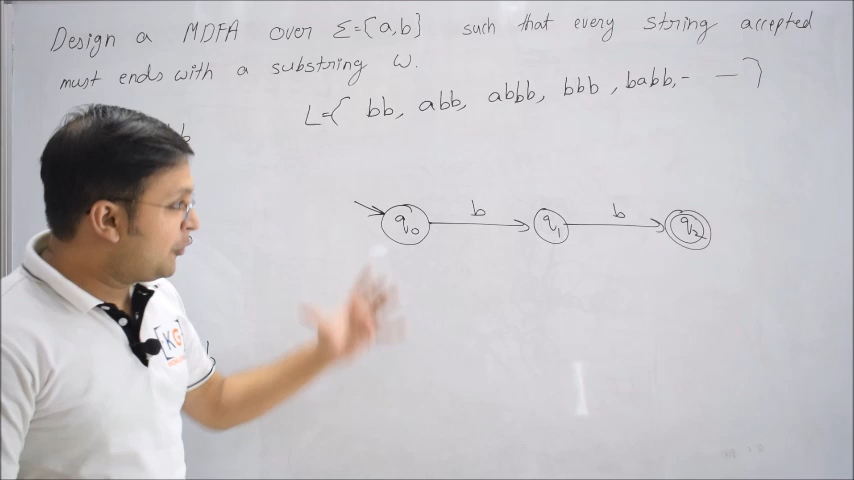 Design a MDFA over Σ={a,b} such that every string accepted
must ends with a substring w.
L={ bb, abb, abbb, bbb, babb, - — }
b b
q₀ q₁ q₂
KG